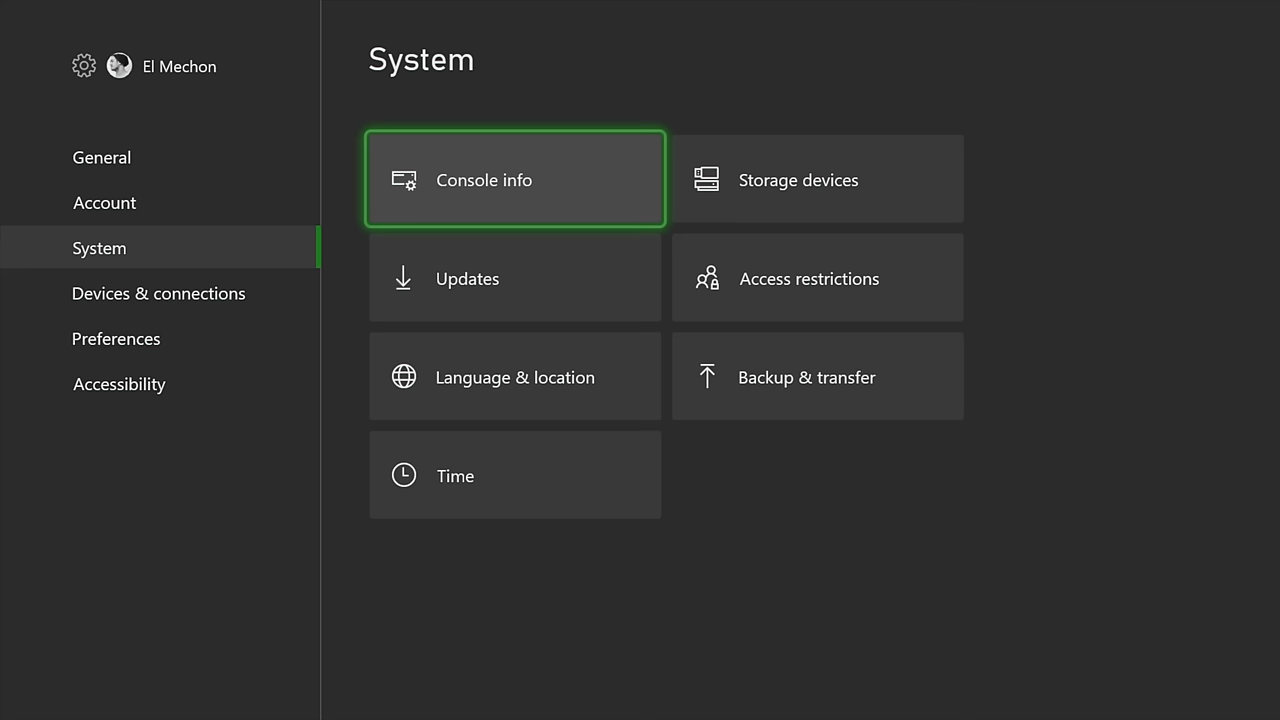 El Mechon
General
Account
System
Devices & connections
Preferences
Accessibility
System
Console info
Storage devices
Updates
Access restrictions
Language & location
Backup & transfer
Time